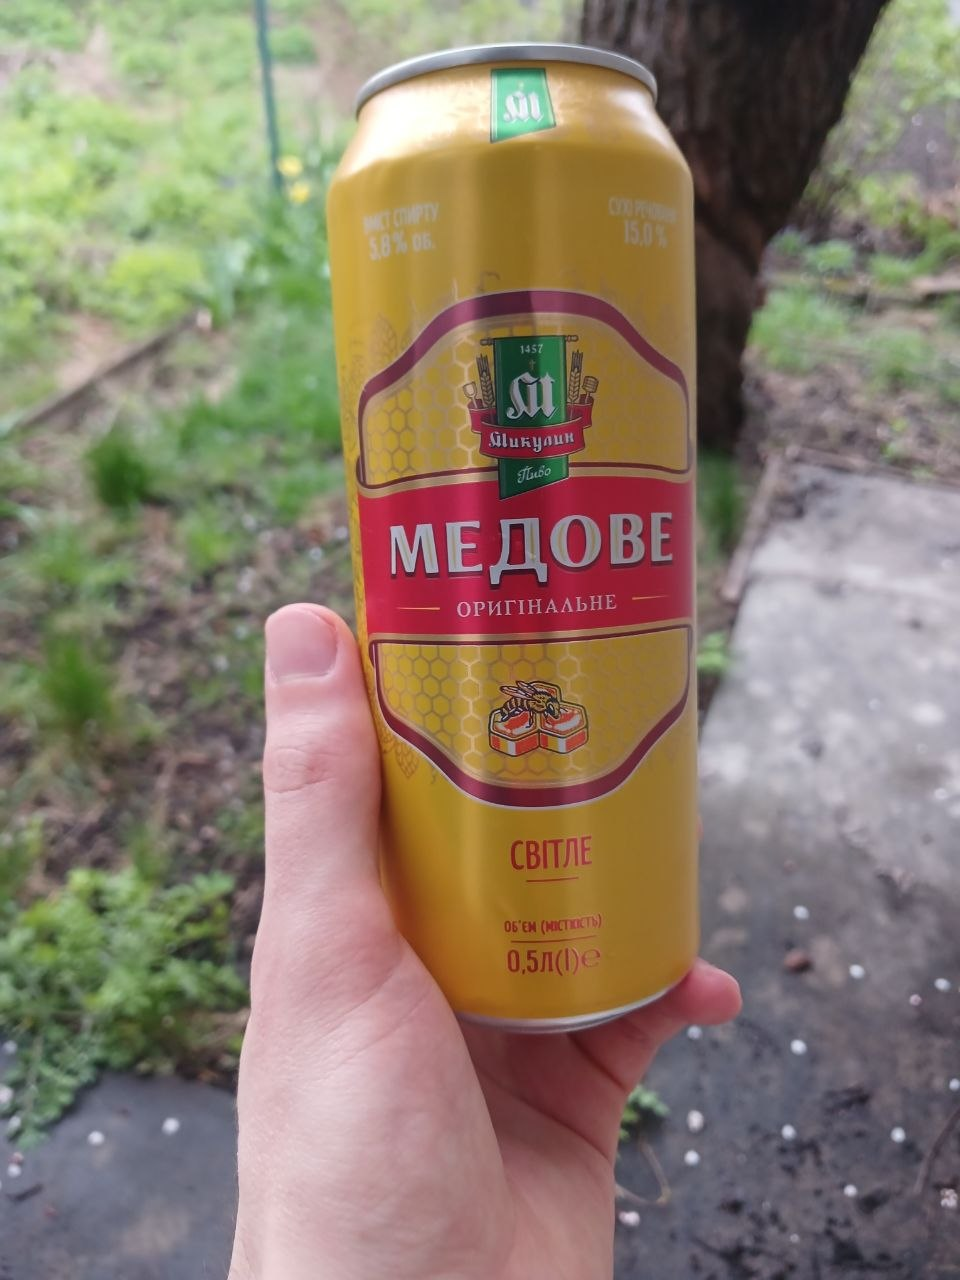 ВМІСТ СПИРТУ
5,8% ОБ.
СУХІ РЕЧОВИНИ
15,0 %
1457
М
Микулин
Пиво
МЕДОВЕ
ОРИГІНАЛЬНЕ
СВІТЛЕ
ОБ'ЄМ (МІСТКІСТЬ)
0,5Л(l)℮